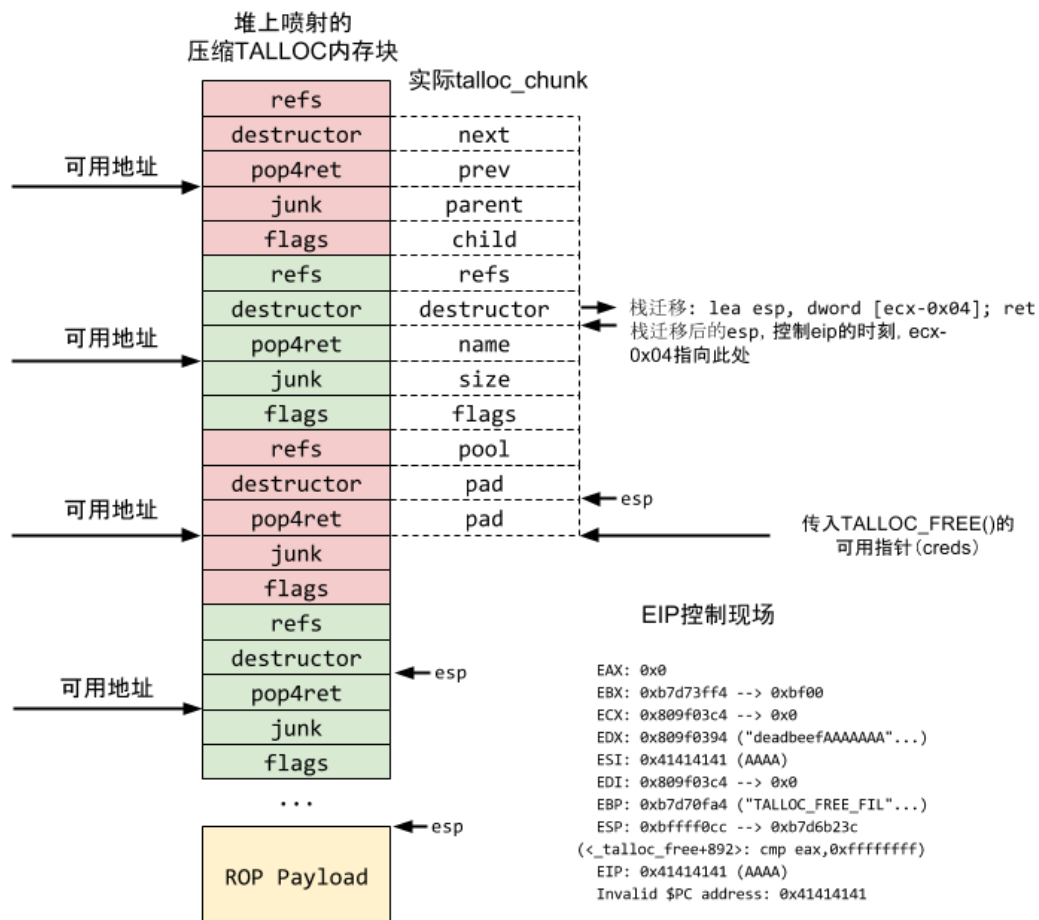 堆上喷射的
压缩TALLOC内存块
实际talloc_chunk
refs
destructor
next
可用地址
pop4ret
prev
junk
parent
flags
child
refs
refs
destructor
destructor
栈迁移: lea esp, dword [ecx-0x04]; ret
栈迁移后的esp, 控制eip的时刻, ecx-
0x04指向此处
可用地址
pop4ret
name
junk
size
flags
flags
refs
pool
destructor
pad
esp
可用地址
pop4ret
pad
传入TALLOC_FREE()的
可用指针(creds)
junk
flags
refs
destructor
esp
可用地址
pop4ret
junk
flags
...
esp
ROP Payload
EIP控制现场
EAX: 0x0
EBX: 0xb7d73ff4 --> 0xbf00
ECX: 0x809f03c4 --> 0x0
EDX: 0x809f0394 ("deadbeefAAAAAAA"...)
ESI: 0x41414141 (AAAA)
EDI: 0x809f03c4 --> 0x0
EBP: 0xb7d70fa4 ("TALLOC_FREE_FIL"...)
ESP: 0xbffff0cc --> 0xb7d6b23c
(<_talloc_free+892>: cmp eax,0xffffffff)
EIP: 0x41414141 (AAAA)
Invalid $PC address: 0x41414141